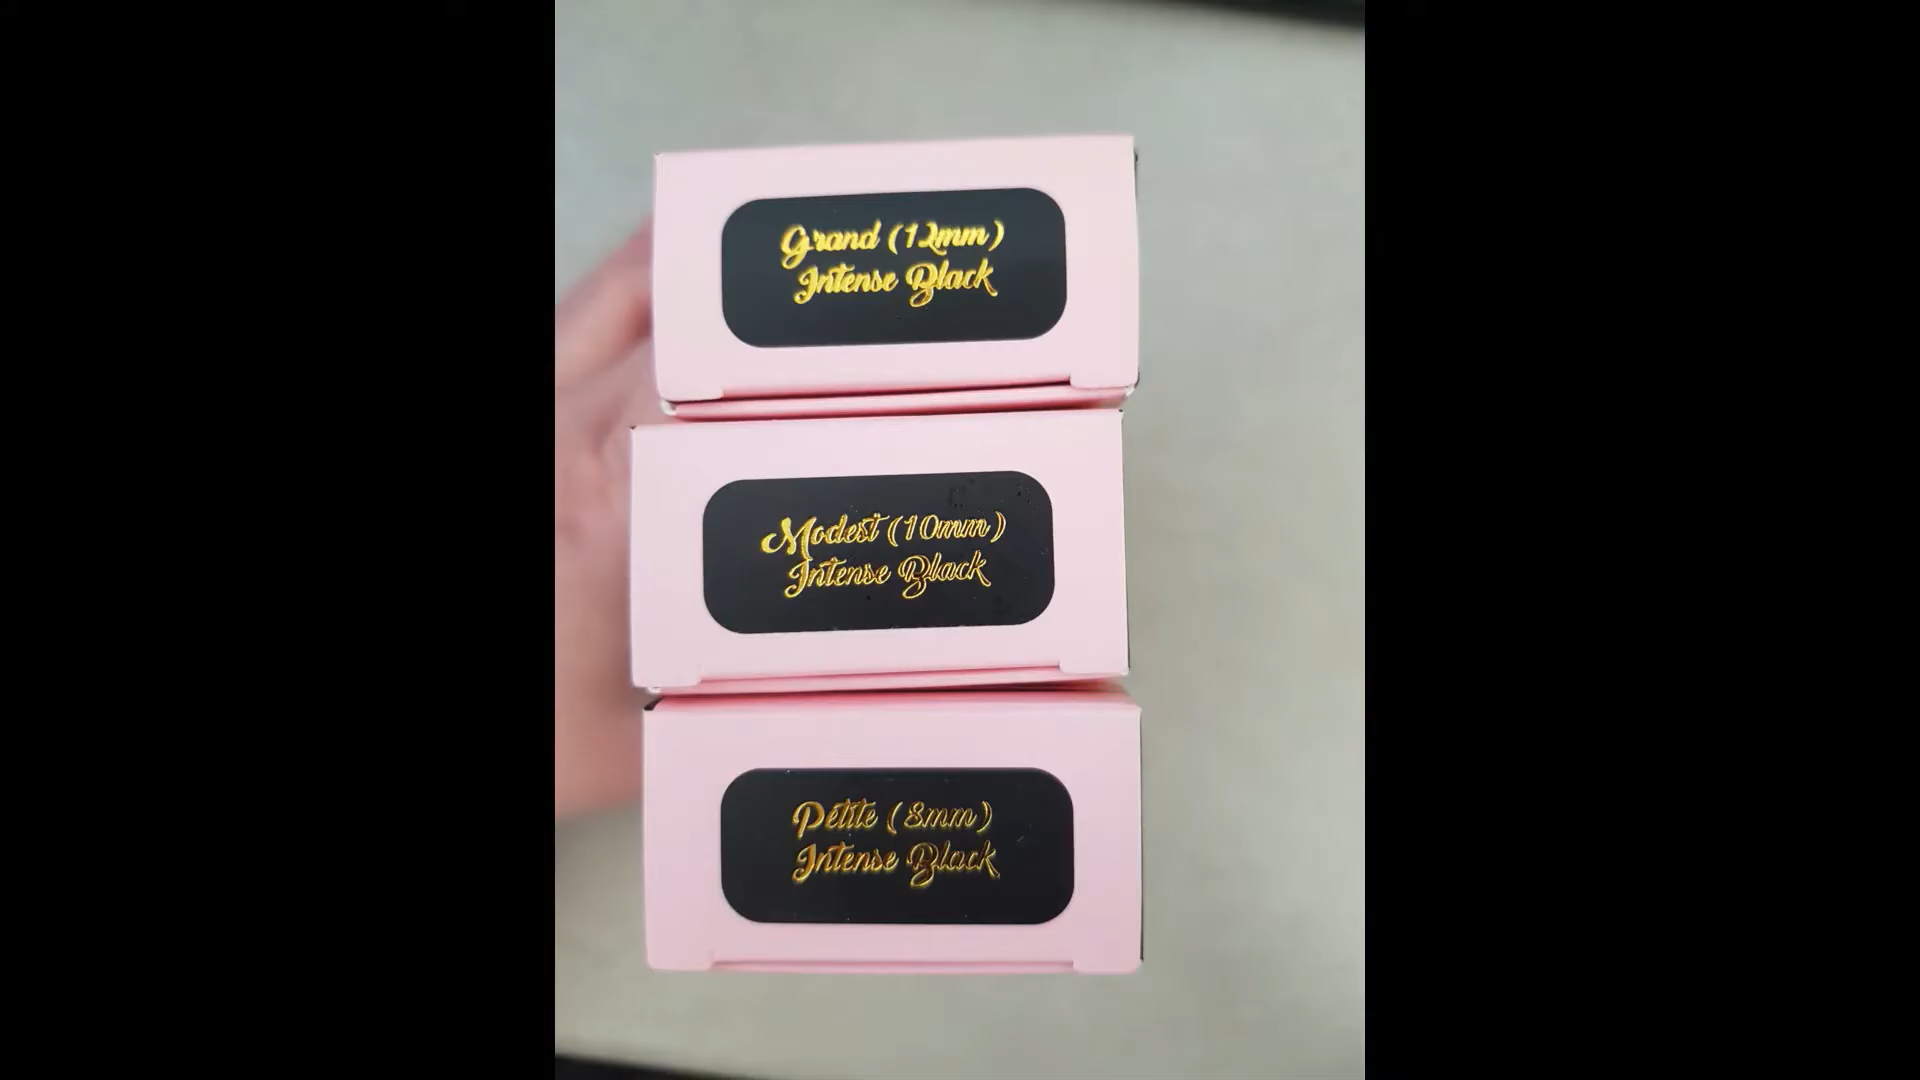 Grand (12mm)
Intense Black
Modest (10mm)
Intense Black
Petite (8mm)
Intense Black